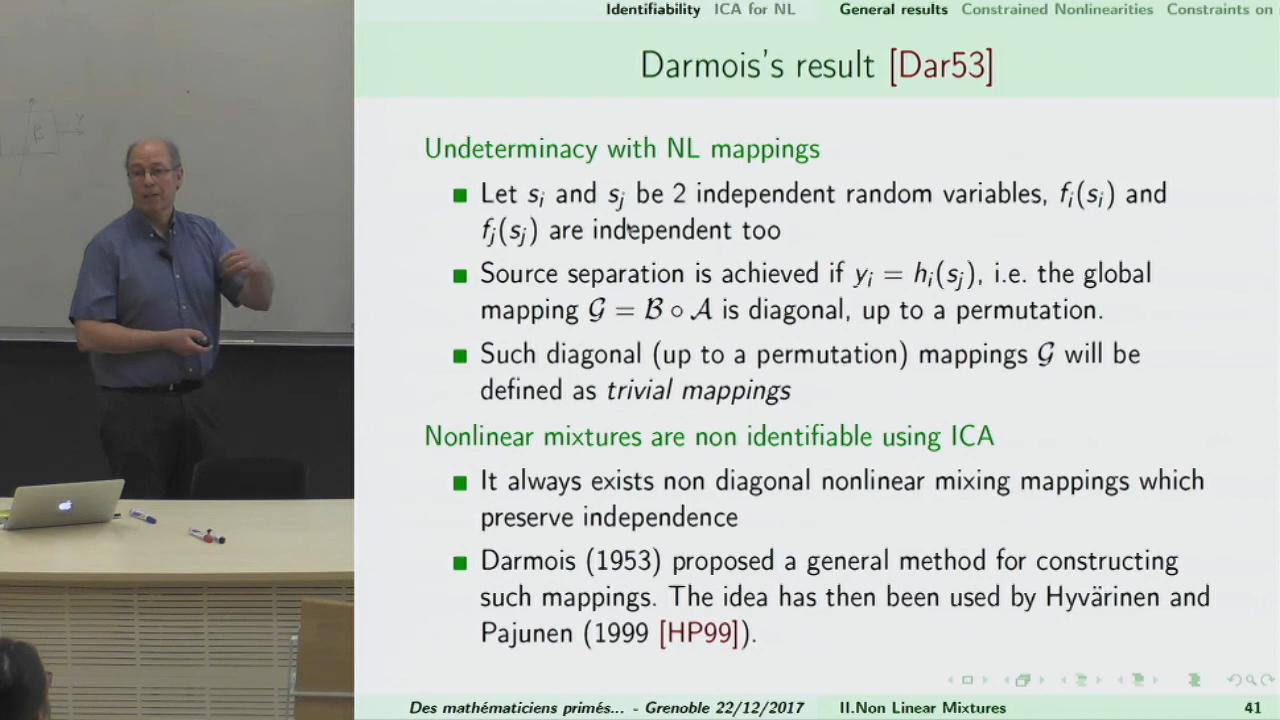 Identifiability ICA for NL General results Constrained Nonlinearities Constraints on
Darmois's result [Dar53]
Undeterminacy with NL mappings
Let sᵢ and sⱼ be 2 independent random variables, fᵢ(sᵢ) and
fⱼ(sⱼ) are independent too
Source separation is achieved if yᵢ = hᵢ(sⱼ), i.e. the global
mapping 𝒢 = ℬ ∘ 𝒜 is diagonal, up to a permutation.
Such diagonal (up to a permutation) mappings 𝒢 will be
defined as trivial mappings
Nonlinear mixtures are non identifiable using ICA
It always exists non diagonal nonlinear mixing mappings which
preserve independence
Darmois (1953) proposed a general method for constructing
such mappings. The idea has then been used by Hyvärinen and
Pajunen (1999 [HP99]).
Des mathématiciens primés... - Grenoble 22/12/2017 II.Non Linear Mixtures 41